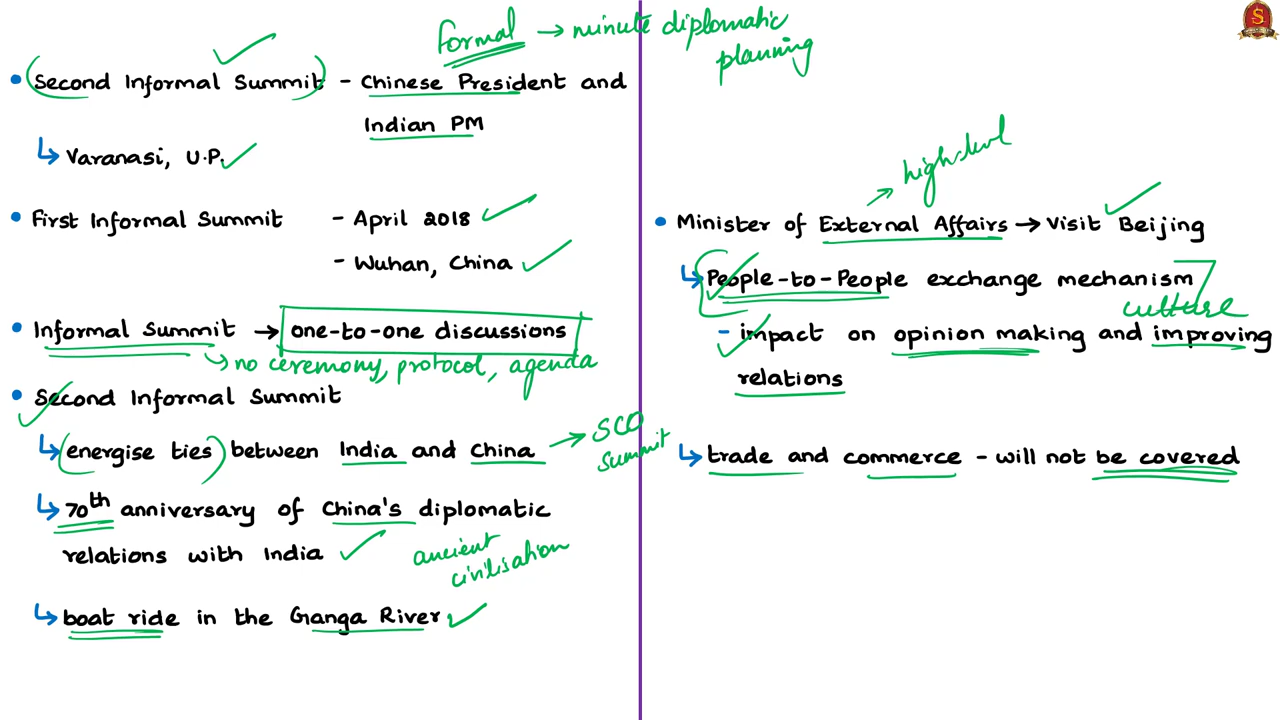 formal → minute diplomatic
planning
• (Second Informal Summit) - Chinese President and
Indian PM
↳ Varanasi, U.P.
• First Informal Summit - April 2018
- Wuhan, China
• Informal Summit → one-to-one discussions
↳ no ceremony, protocol, agenda
• Second Informal Summit
↳ (energise ties) between India and China → SCO
Summit
↳ 70th anniversary of China's diplomatic
relations with India
ancient
civilisation
↳ boat ride in the Ganga River
→ high-level
• Minister of External Affairs → Visit Beijing
↳ People-to-People exchange mechanism
culture
- impact on opinion making and improving
relations
↳ trade and commerce - will not be covered
S